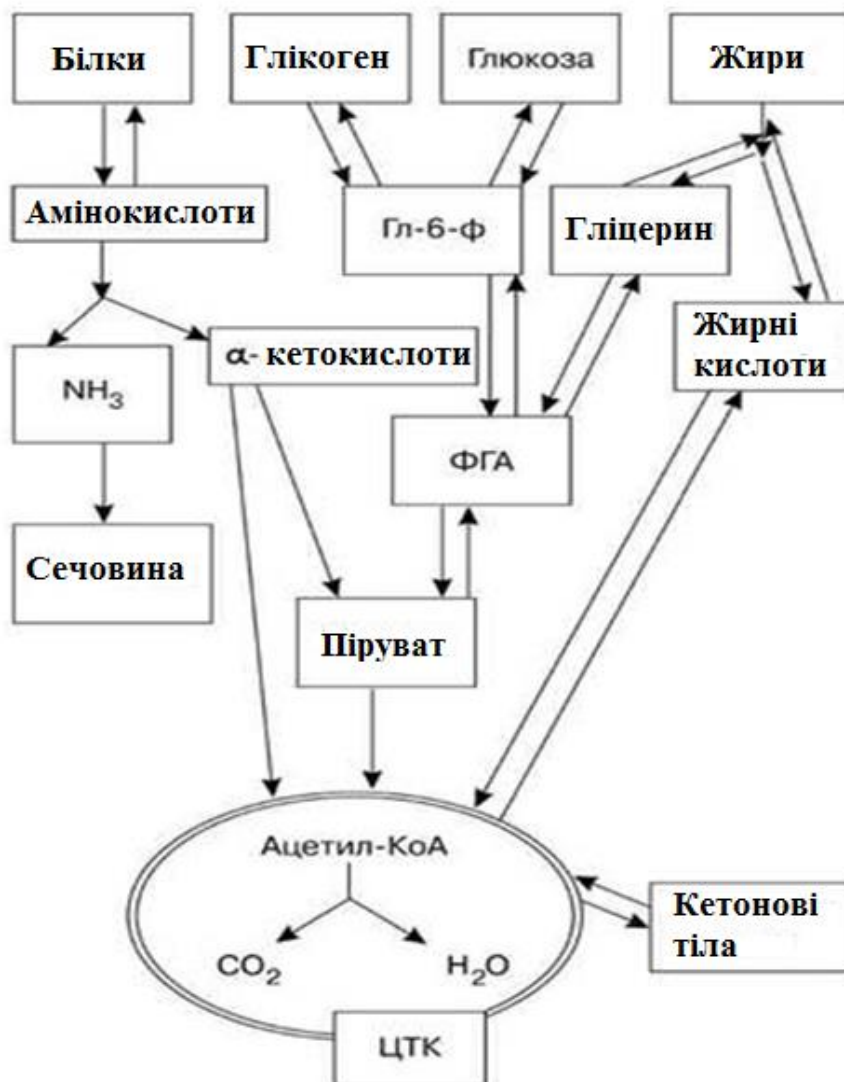 Білки
Глікоген
Глюкоза
Жири
Амінокислоти
Гл-6-ф
Гліцерин
NH₃
α- кетокислоти
Жирні
кислоти
ФГА
Сечовина
Піруват
Ацетил-КоА
CO₂
H₂O
Кетонові
тіла
ЦТК